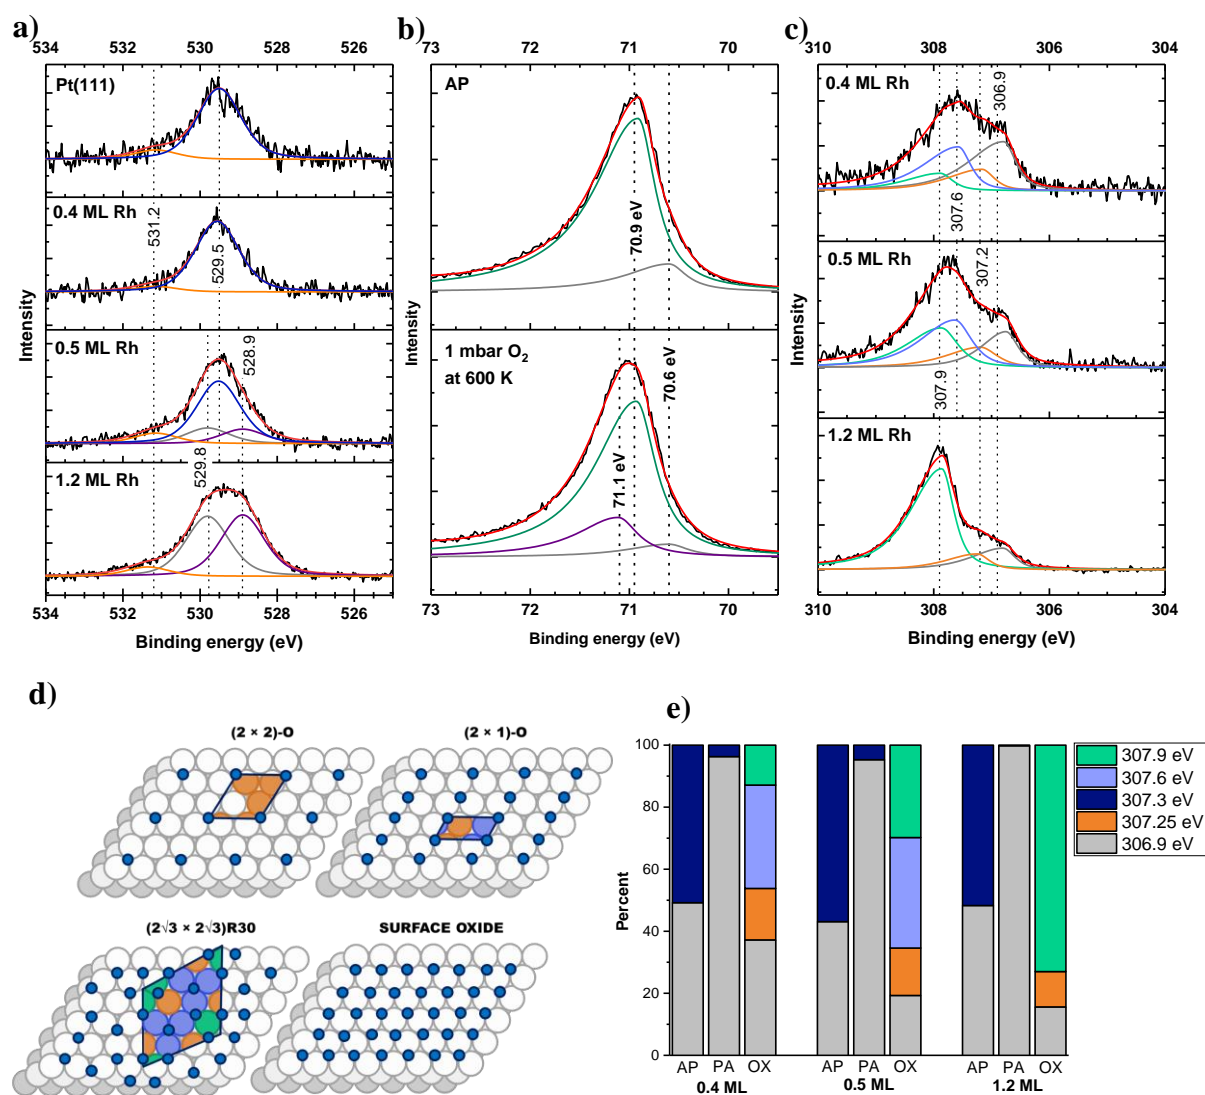 a)
534 532 530 528 526
Pt(111)
0.4 ML Rh
531.2
529.5
0.5 ML Rh
528.9
529.8
1.2 ML Rh
Intensity
534 532 530 528 526
Binding energy (eV)
b)
73 72 71 70
AP
70.9 eV
1 mbar O₂
at 600 K
70.6 eV
71.1 eV
Intensity
73 72 71 70
Binding energy (eV)
c)
310 308 306 304
0.4 ML Rh
306.9
307.6
0.5 ML Rh
307.2
307.9
1.2 ML Rh
Intensity
310 308 306 304
Binding energy (eV)
d)
(2 × 2)-O
(2 × 1)-O
(2√3 × 2√3)R30
SURFACE OXIDE
e)
100
80
60
40
20
0
Percent
AP PA OX AP PA OX AP PA OX
0.4 ML 0.5 ML 1.2 ML
307.9 eV
307.6 eV
307.3 eV
307.25 eV
306.9 eV